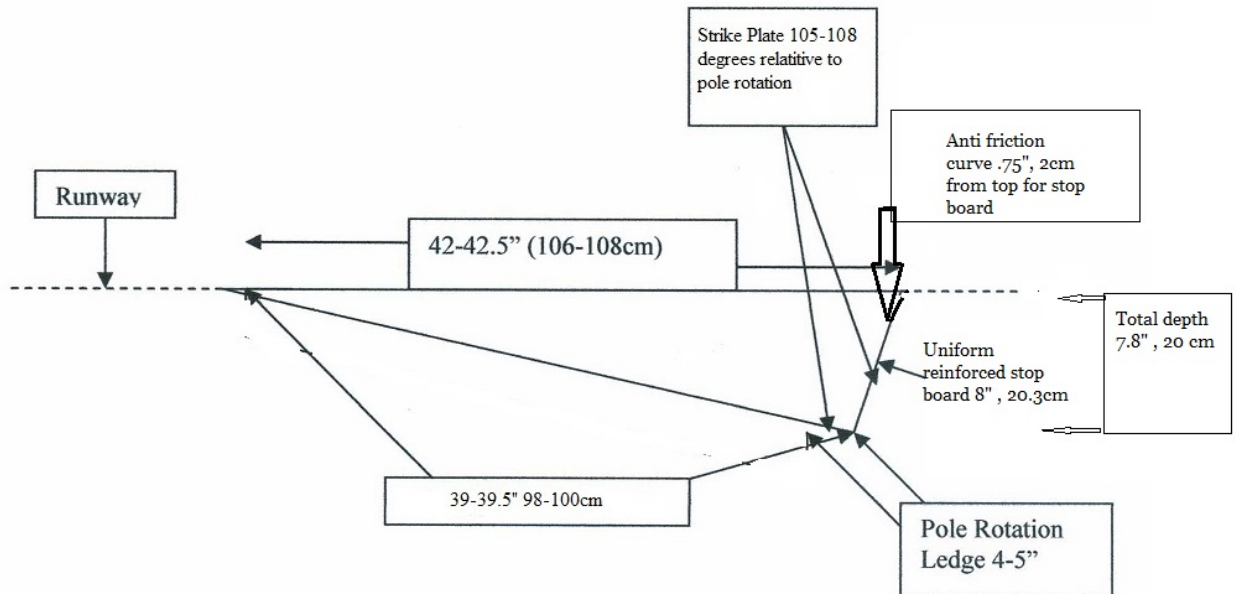 Strike Plate 105-108
degrees relatitive to
pole rotation
Anti friction
curve .75", 2cm
from top for stop
board
Runway
42-42.5” (106-108cm)
Total depth
7.8" , 20 cm
Uniform
reinforced stop
board 8" , 20.3cm
39-39.5" 98-100cm
Pole Rotation
Ledge 4-5”